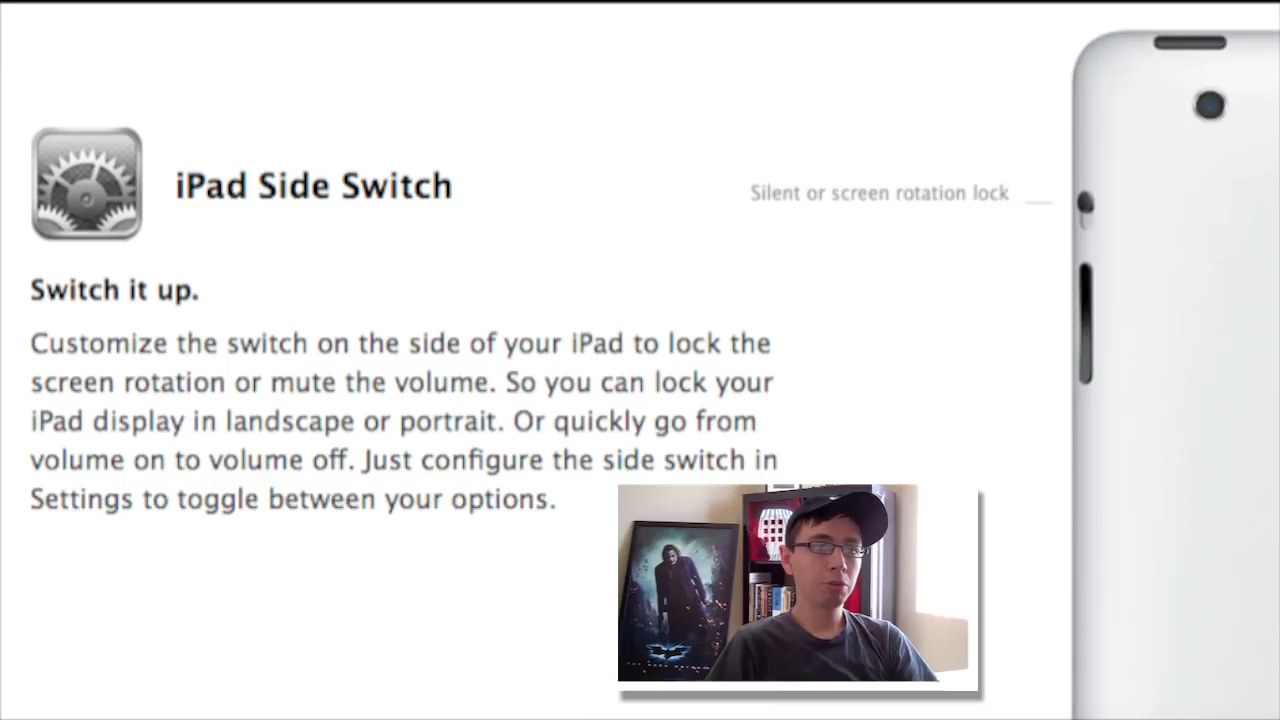 iPad Side Switch
Silent or screen rotation lock
Switch it up.
Customize the switch on the side of your iPad to lock the
screen rotation or mute the volume. So you can lock your
iPad display in landscape or portrait. Or quickly go from
volume on to volume off. Just configure the side switch in
Settings to toggle between your options.